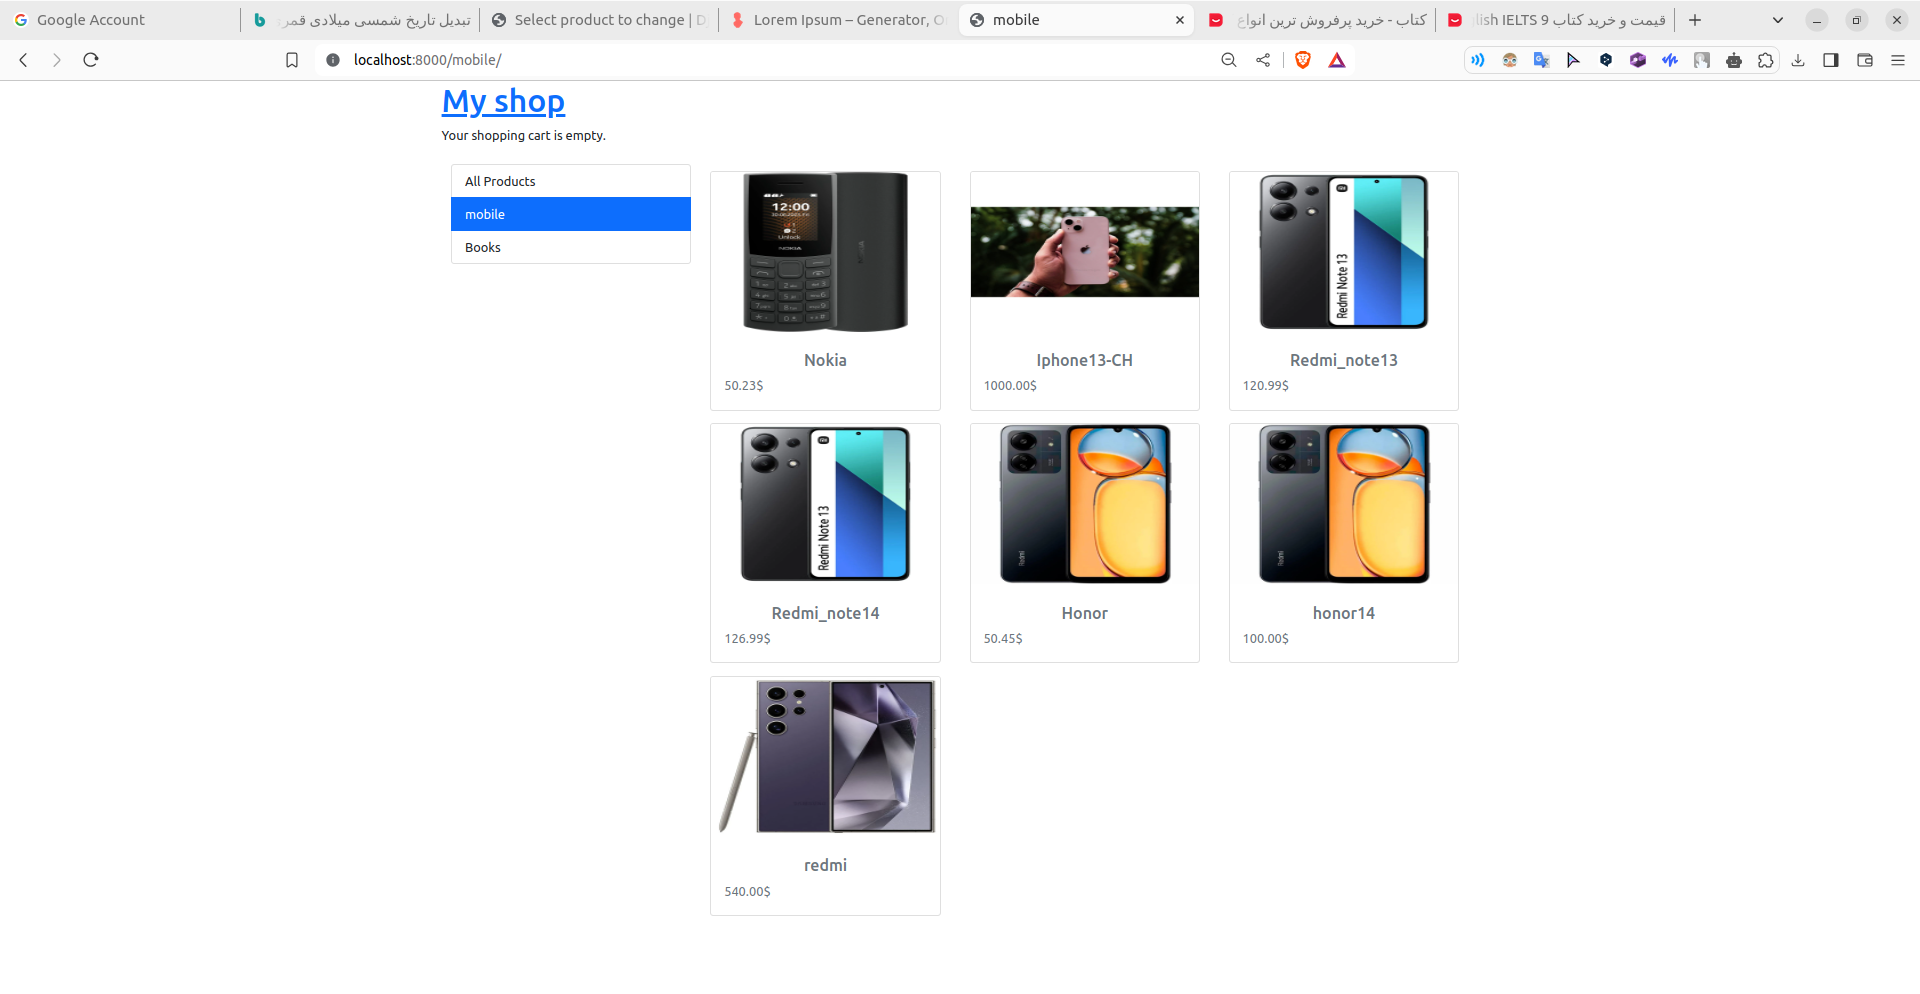 Google Account
تبدیل تاریخ شمسی میلادی قمر
Select product to change | D
Lorem Ipsum – Generator, O
mobile
کتاب - خرید پرفروش ترین انواع
قیمت و خرید کتاب 9 lish IELTS
localhost:8000/mobile/
My shop
Your shopping cart is empty.
All Products
mobile
Books
12:00
Unlock
NOKIA
NOKIA
Nokia
50.23$
Iphone13-CH
1000.00$
Redmi Note 13
Redmi_note13
120.99$
Redmi Note 13
Redmi_note14
126.99$
Redmi
Honor
50.45$
Redmi
honor14
100.00$
redmi
540.00$